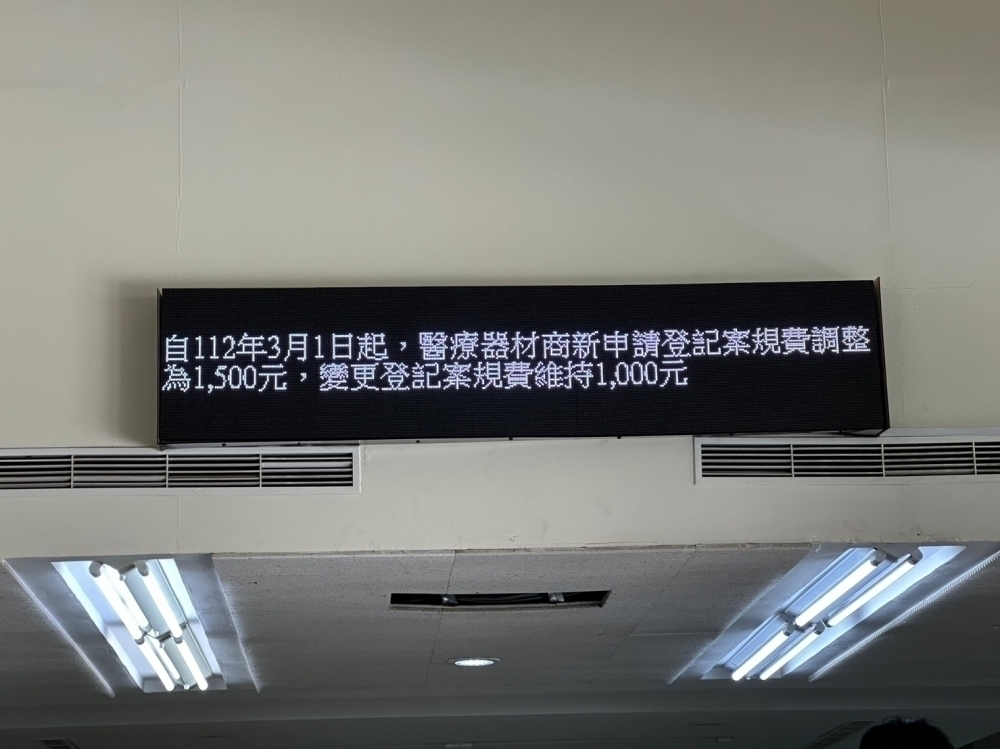 自112年3月1日起，醫療器材商新申請登記案規費調整
為1,500元，變更登記案規費維持1,000元